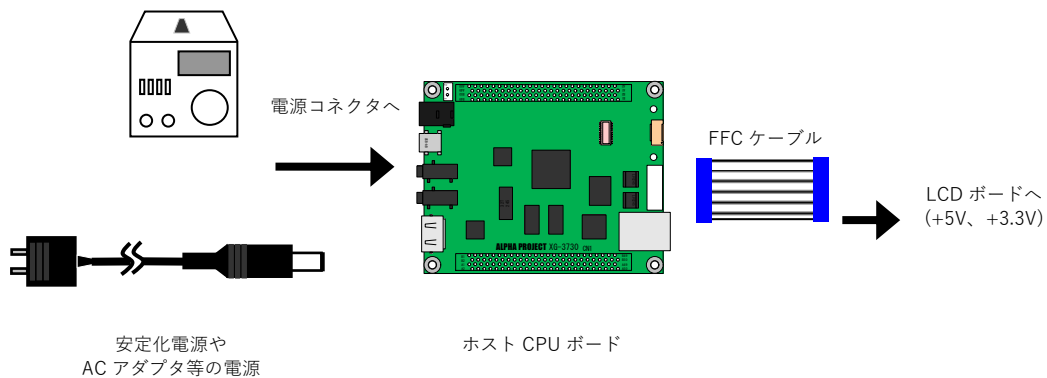 電源コネクタへ
FFC ケーブル
LCD ボードへ
(+5V、+3.3V)
ALPHA PROJECT XG-3730 CN1
安定化電源や
AC アダプタ等の電源
ホスト CPU ボード